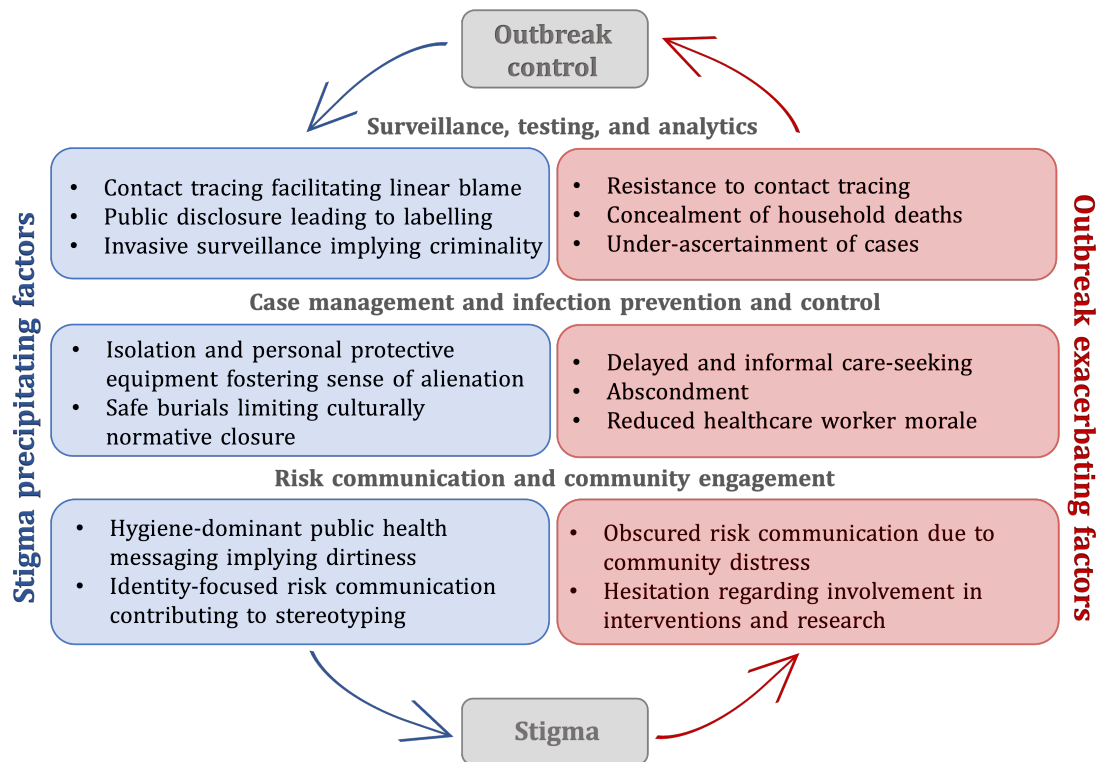 Outbreak
control
Surveillance, testing, and analytics
Stigma precipitating factors
• Contact tracing facilitating linear blame
• Public disclosure leading to labelling
• Invasive surveillance implying criminality
• Resistance to contact tracing
• Concealment of household deaths
• Under-ascertainment of cases
Outbreak exacerbating factors
Case management and infection prevention and control
• Isolation and personal protective
equipment fostering sense of alienation
• Safe burials limiting culturally
normative closure
• Delayed and informal care-seeking
• Abscondment
• Reduced healthcare worker morale
Risk communication and community engagement
• Hygiene-dominant public health
messaging implying dirtiness
• Identity-focused risk communication
contributing to stereotyping
• Obscured risk communication due to
community distress
• Hesitation regarding involvement in
interventions and research
Stigma